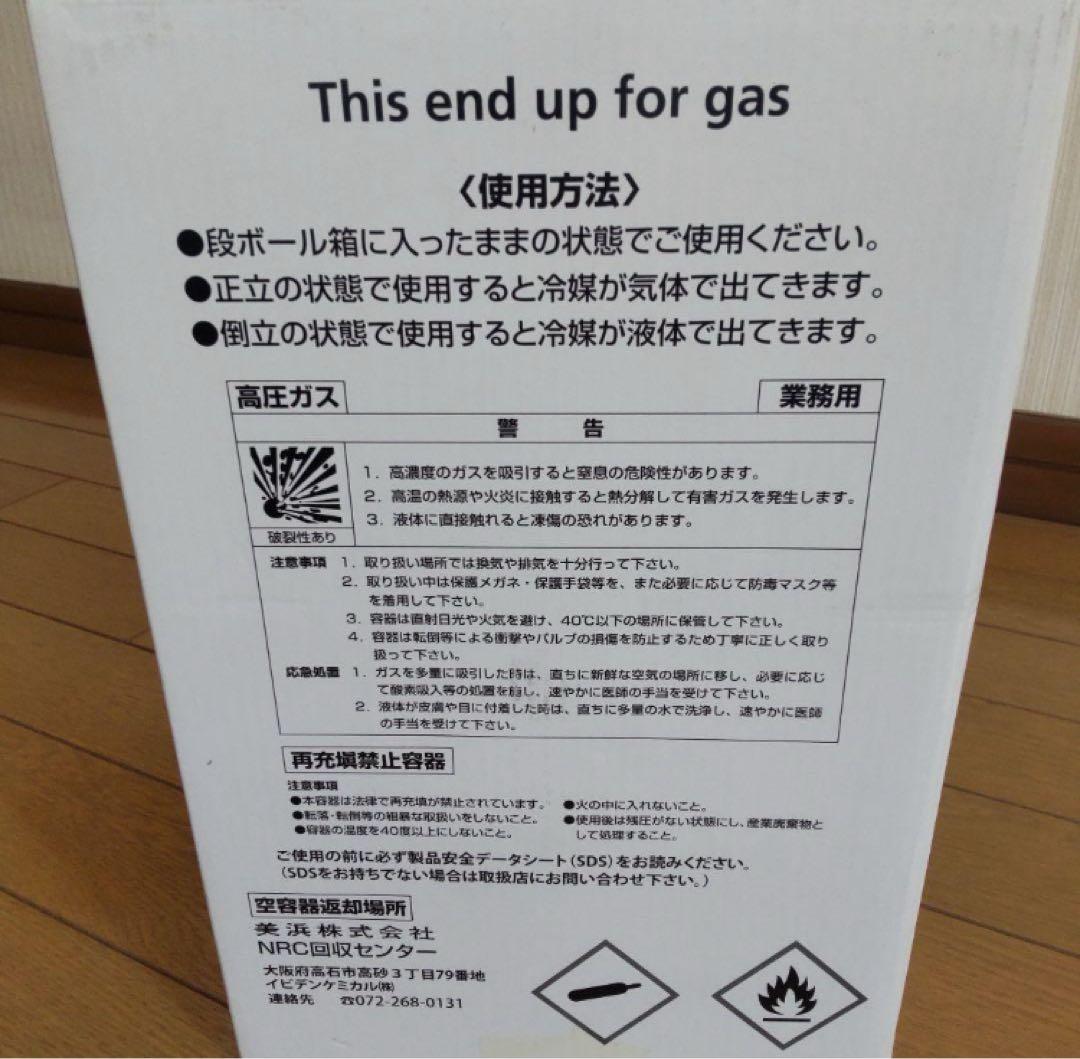 This end up for gas
〈使用方法〉
●段ボール箱に入ったままの状態でご使用ください。
●正立の状態で使用すると冷媒が気体で出てきます。
●倒立の状態で使用すると冷媒が液体で出てきます。
高圧ガス 業務用
警告
1. 高濃度のガスを吸引すると窒息の危険性があります。
2. 高温の熱源や火炎に接触すると熱分解して有害ガスを発生します。
3. 液体に直接触れると凍傷の恐れがあります。
破裂性あり
注意事項 1. 取り扱い場所では換気や排気を十分行って下さい。
2. 取り扱い中は保護メガネ・保護手袋等を、また必要に応じて防毒マスク等
を着用して下さい。
3. 容器は直射日光や火気を避け、40℃以下の場所に保管して下さい。
4. 容器は転倒等による衝撃やバルブの損傷を防止するため丁寧に正しく取り
扱って下さい。
応急処置 1. ガスを多量に吸引した時は、直ちに新鮮な空気の場所に移し、必要に応じ
て酸素吸入等の処置を施し、速やかに医師の手当を受けて下さい。
2. 液体が皮膚や目に付着した時は、直ちに多量の水で洗浄し、速やかに医師
の手当を受けて下さい。
再充填禁止容器
注意事項
●本容器は法律で再充填が禁止されています。
●転落・転倒等の粗暴な取扱いをしないこと。
●容器の温度を40度以上にしないこと。
●火の中に入れないこと。
●使用後は残圧がない状態にし、産業廃棄物と
して処理すること。
ご使用の前に必ず製品安全データシート(SDS)をお読みください。
(SDSをお持ちでない場合は取扱店にお問い合わせ下さい。)
空容器返却場所
美浜株式会社
NRC回収センター
大阪府高石市高砂3丁目79番地
イビデンケミカル㈱
連絡先 ☎072-268-0131